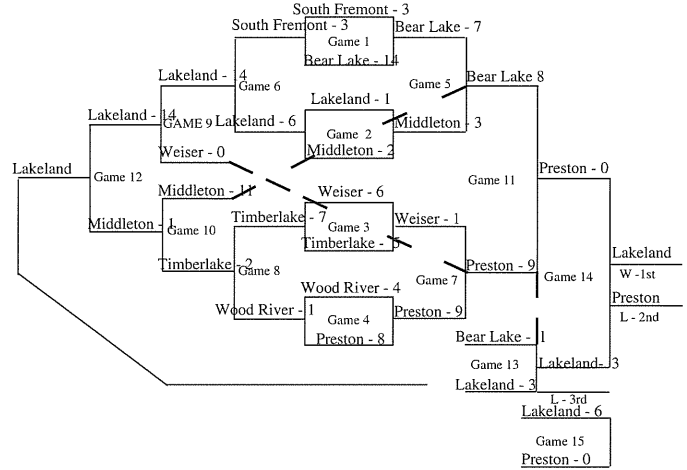 South Fremont - 3
South Fremont - 3
Bear Lake - 7
Game 1
Bear Lake - 14
Lakeland - 14
Game 6
Game 5
Bear Lake 8
Lakeland - 1
Lakeland - 14
GAME 9
Lakeland - 6
Game 2
Middleton - 3
Weiser - 0
Middleton - 2
Lakeland
Game 12
Game 11
Preston - 0
Middleton - 11
Weiser - 6
Middleton - 1
Game 10
Timberlake - 7
Game 3
Weiser - 1
Timberlake - 5
Lakeland
Timberlake - 2
Game 8
Game 7
Preston - 9
Game 14
W -1st
Wood River - 4
Preston
Wood River - 1
Game 4
Preston - 9
L - 2nd
Preston - 8
Bear Lake - 1
Game 13
Lakeland- 3
Lakeland - 3
L - 3rd
Lakeland - 6
Game 15
Preston - 0